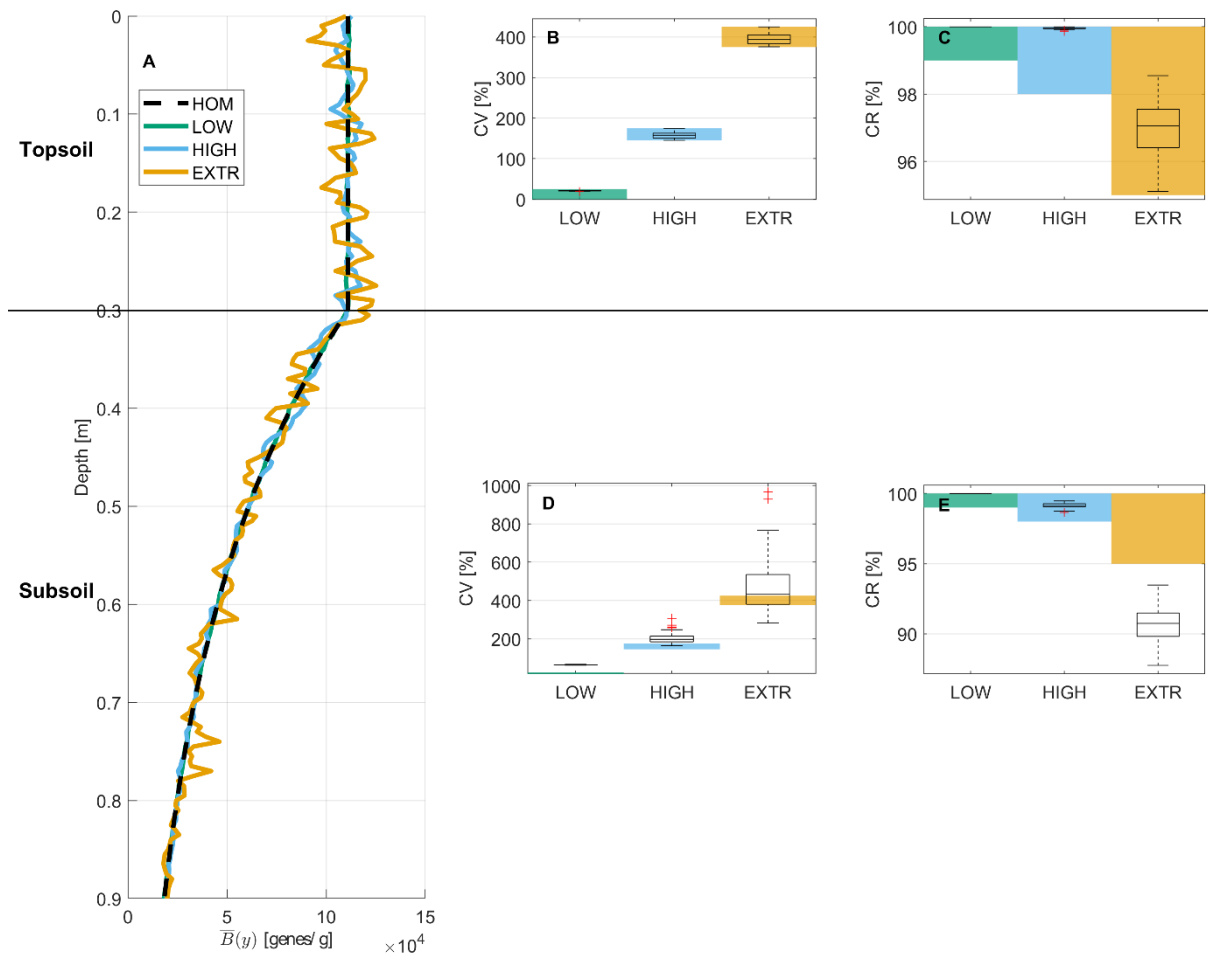 A
HOM
LOW
HIGH
EXTR
Topsoil
Subsoil
Depth [m]
0
0.1
0.2
0.3
0.4
0.5
0.6
0.7
0.8
0.9
0 5 10 15
B̅(y) [genes/ g]
×10⁴
B
CV [%]
400
300
200
100
0
LOW HIGH EXTR
C
CR [%]
100
98
96
LOW HIGH EXTR
D
CV [%]
1000
800
600
400
200
LOW HIGH EXTR
E
CR [%]
100
95
90
LOW HIGH EXTR